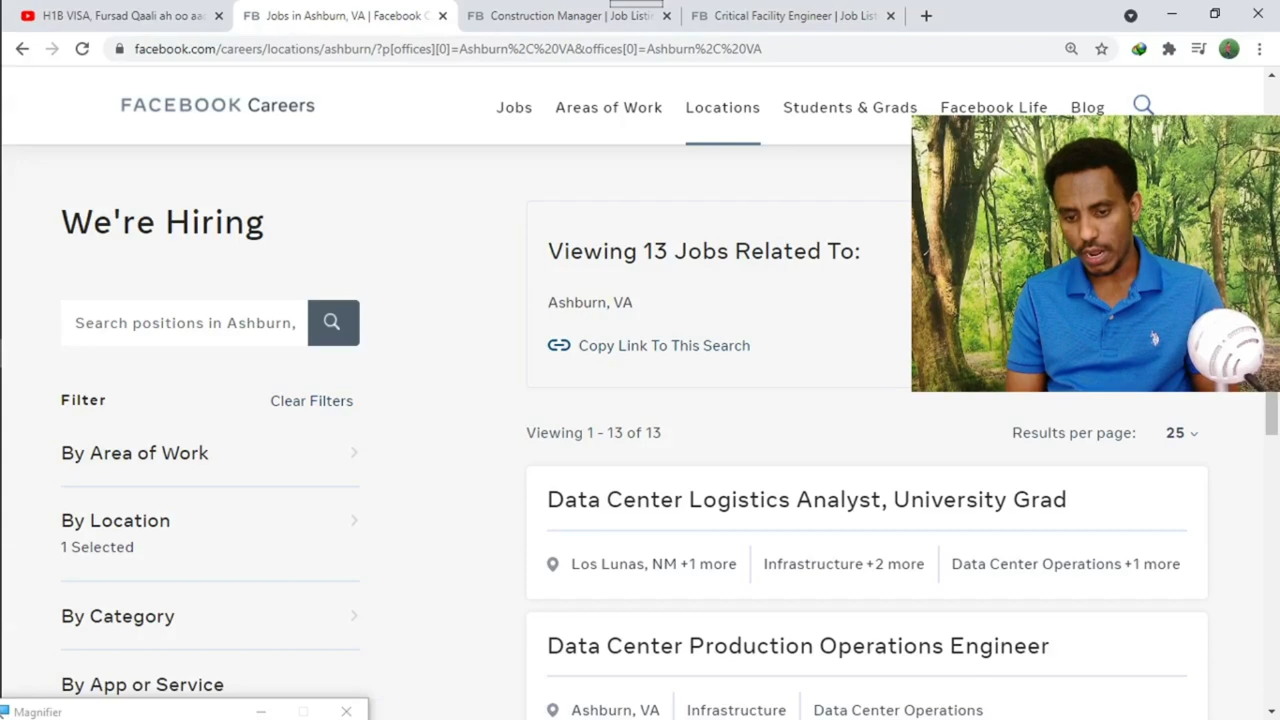 H1B VISA, Fursad Qaali ah oo aad
FB Jobs in Ashburn, VA | Facebook C
FB Construction Manager | Job Listin
FB Critical Facility Engineer | Job List
facebook.com/careers/locations/ashburn/?p[offices][0]=Ashburn%2C%20VA&offices[0]=Ashburn%2C%20VA
FACEBOOK Careers
Jobs
Areas of Work
Locations
Students & Grads
Facebook Life
Blog
We're Hiring
Search positions in Ashburn,
Filter
Clear Filters
By Area of Work
By Location
1 Selected
By Category
By App or Service
Viewing 13 Jobs Related To:
Ashburn, VA
Copy Link To This Search
Viewing 1 - 13 of 13
Results per page: 25
Data Center Logistics Analyst, University Grad
Los Lunas, NM +1 more
Infrastructure +2 more
Data Center Operations +1 more
Data Center Production Operations Engineer
Ashburn, VA
Infrastructure
Data Center Operations
Magnifier